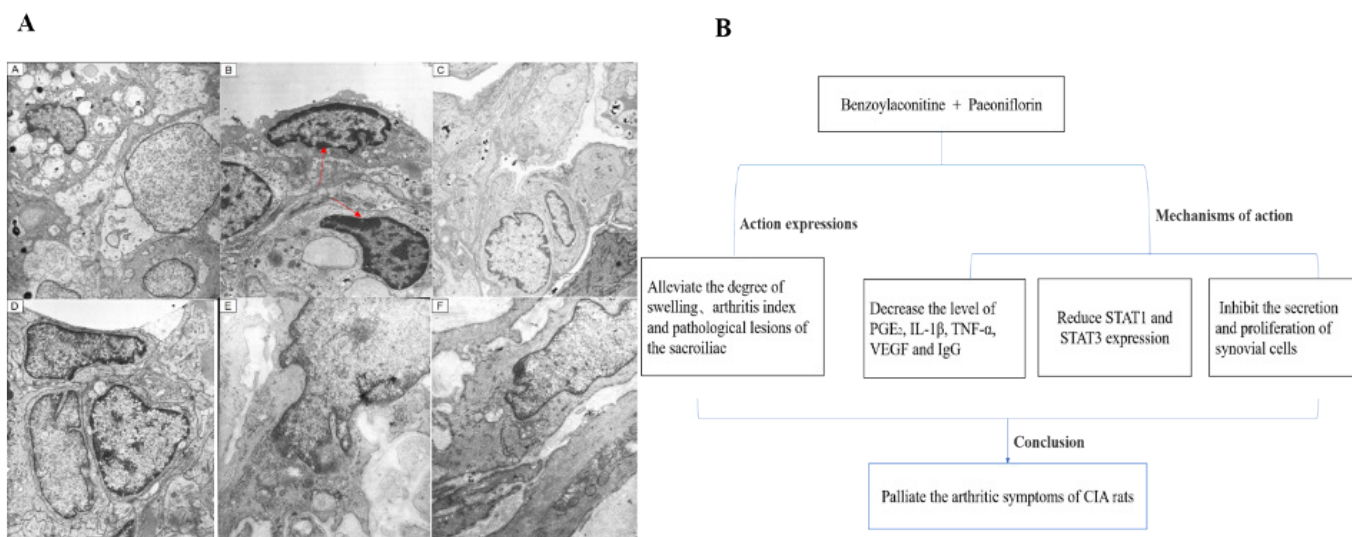 A
B
A
B
C
D
E
F
Benzoylaconitine + Paeoniflorin
Action expressions
Mechanisms of action
Alleviate the degree of
swelling、arthritis index
and pathological lesions of
the sacroiliac
Decrease the level of
PGE₂, IL-1β, TNF-α,
VEGF and IgG
Reduce STAT1 and
STAT3 expression
Inhibit the secretion
and proliferation of
synovial cells
Conclusion
Palliate the arthritic symptoms of CIA rats